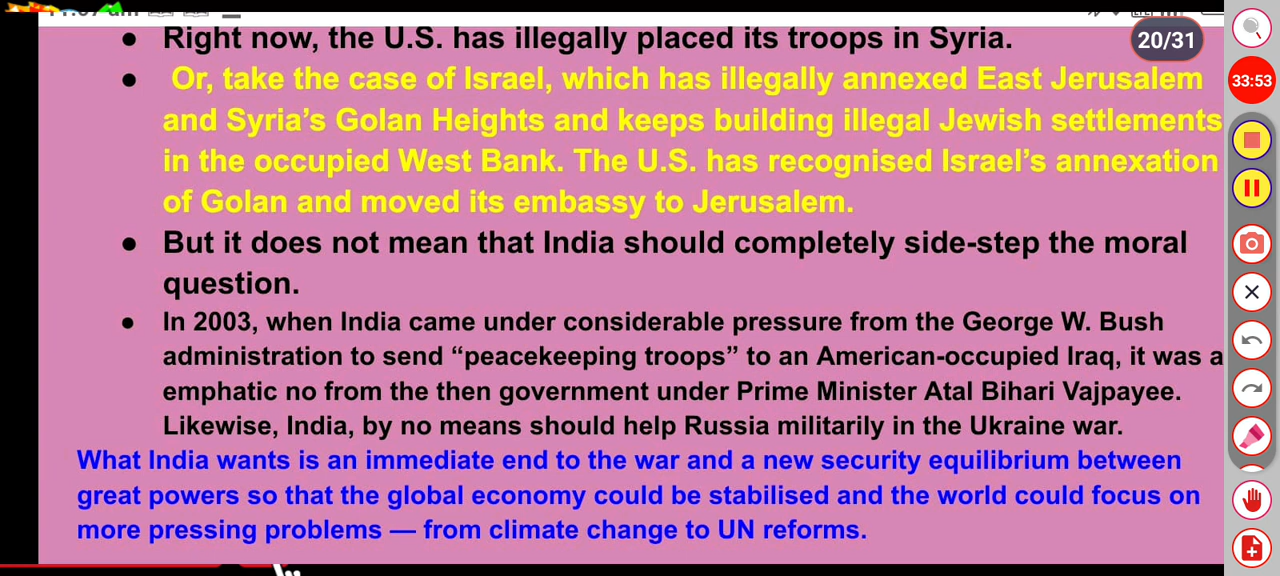 20/31
33:53
● Right now, the U.S. has illegally placed its troops in Syria.
● Or, take the case of Israel, which has illegally annexed East Jerusalem
and Syria’s Golan Heights and keeps building illegal Jewish settlements
in the occupied West Bank. The U.S. has recognised Israel’s annexation
of Golan and moved its embassy to Jerusalem.
● But it does not mean that India should completely side-step the moral
question.
● In 2003, when India came under considerable pressure from the George W. Bush
administration to send “peacekeeping troops” to an American-occupied Iraq, it was a
emphatic no from the then government under Prime Minister Atal Bihari Vajpayee.
Likewise, India, by no means should help Russia militarily in the Ukraine war.
What India wants is an immediate end to the war and a new security equilibrium between
great powers so that the global economy could be stabilised and the world could focus on
more pressing problems — from climate change to UN reforms.